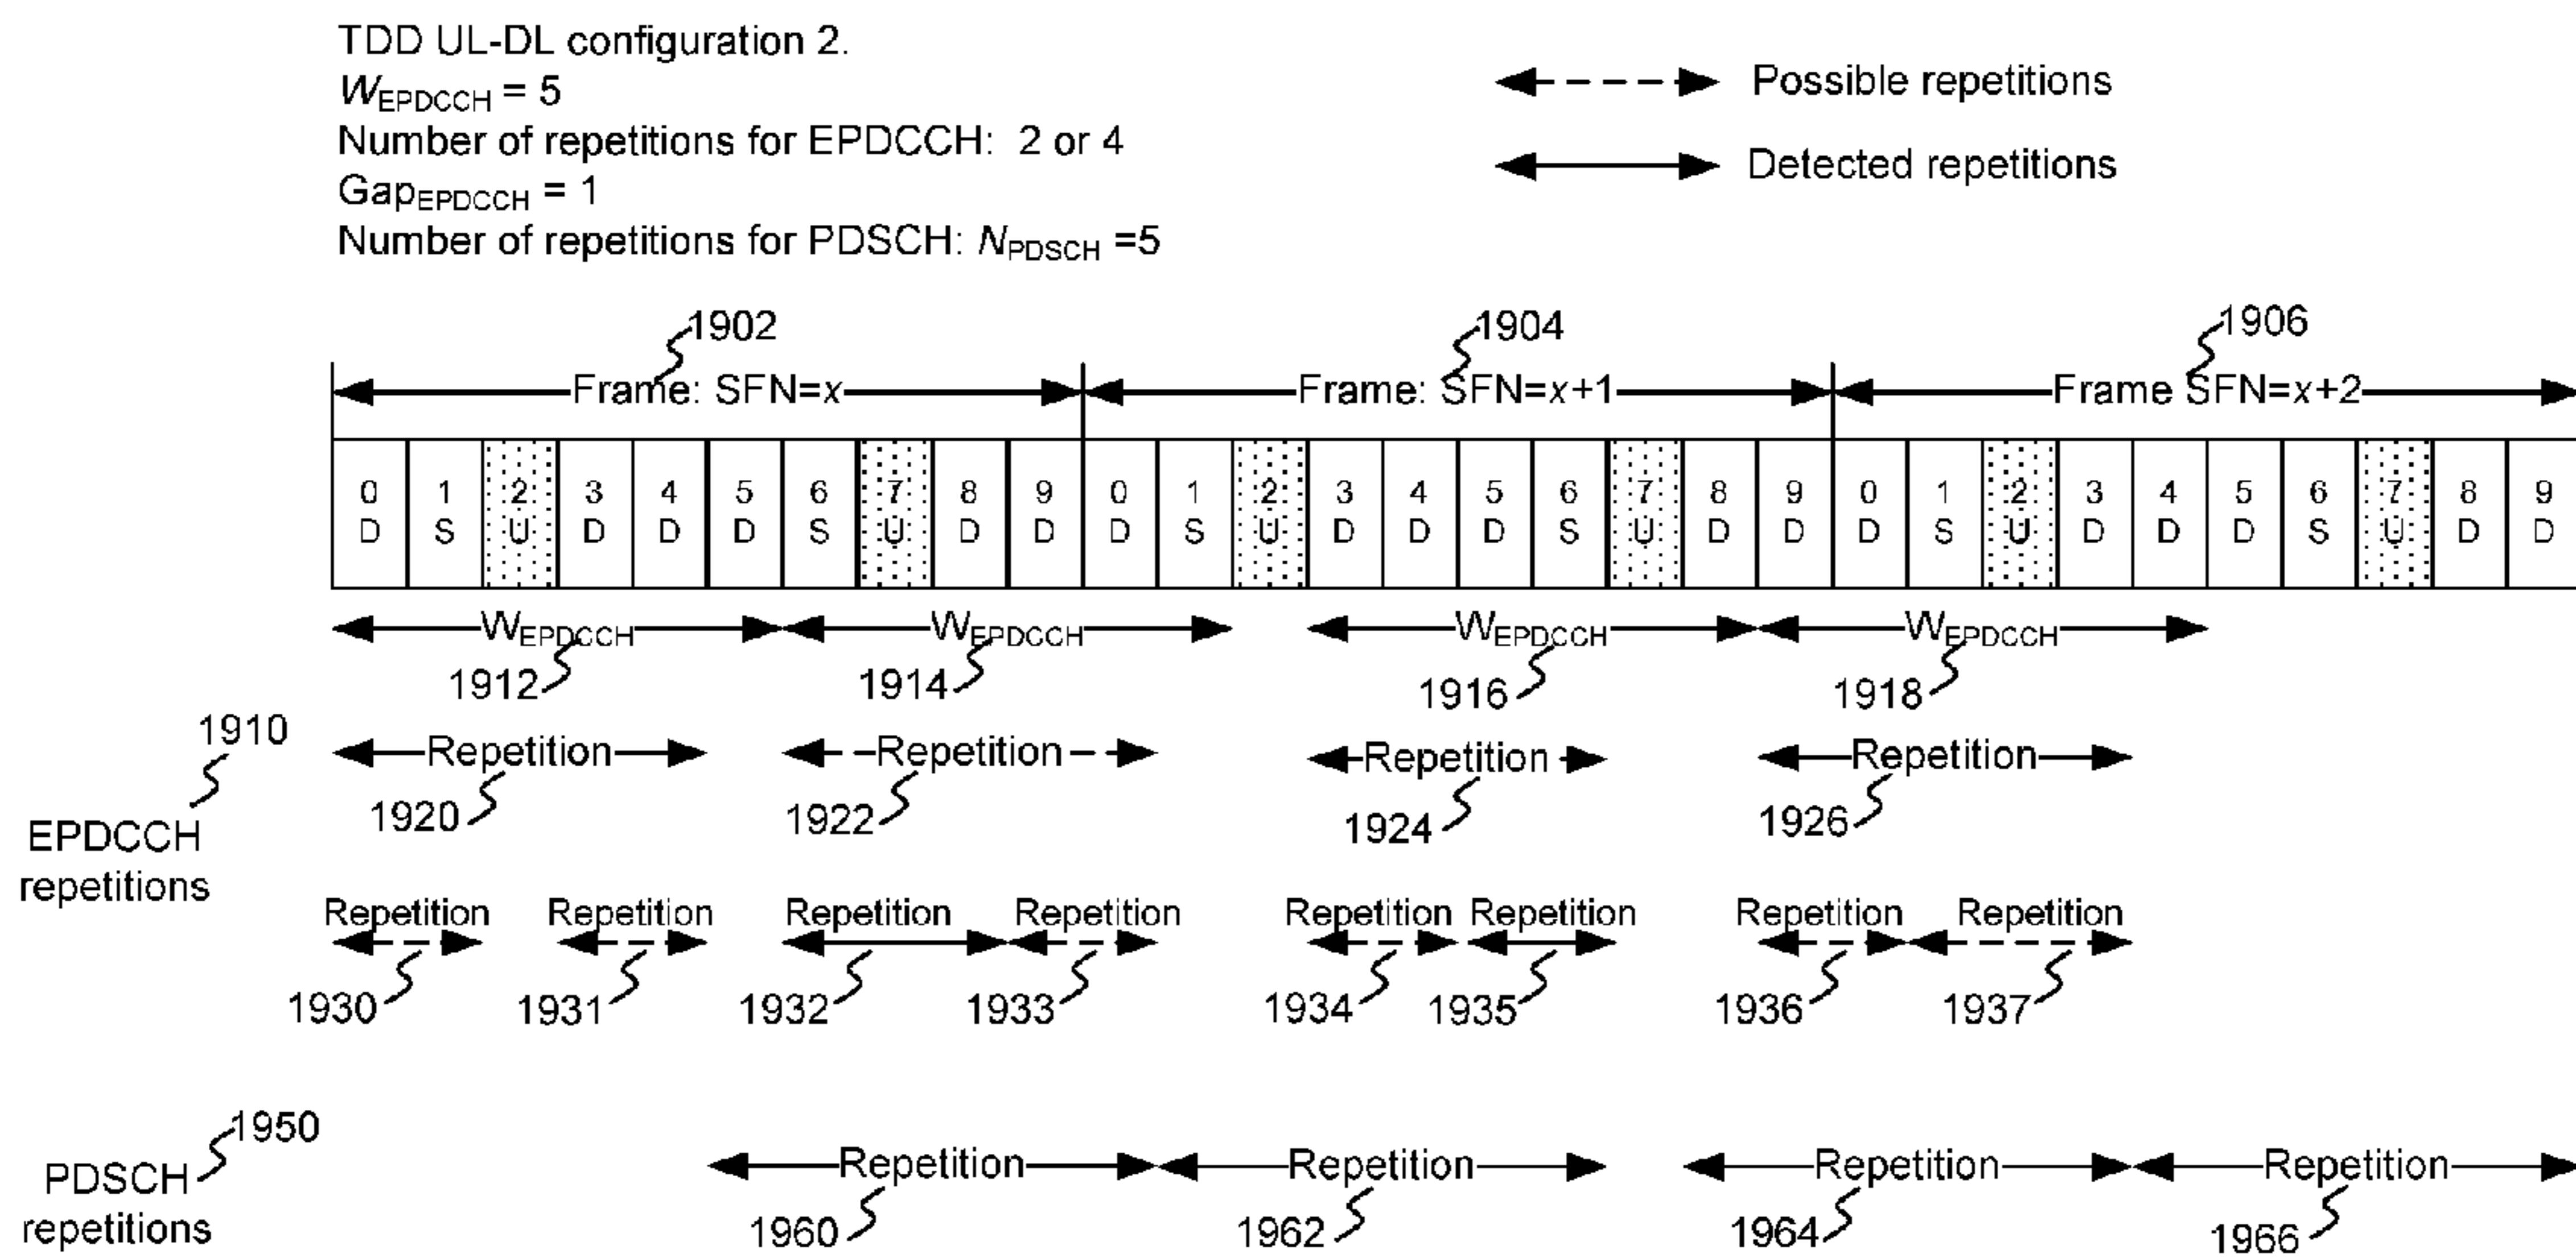 TDD UL-DL configuration 2.
WEPDCCH = 5
Number of repetitions for EPDCCH: 2 or 4
GapEPDCCH = 1
Number of repetitions for PDSCH: NPDSCH =5
Possible repetitions
Detected repetitions
1902 1904 1906
Frame: SFN=x Frame: SFN=x+1 Frame SFN=x+2
0 1 2 3 4 5 6 7 8 9 0 1 2 3 4 5 6 7 8 9 0 1 2 3 4 5 6 7 8 9
D S U D D D S U D D D S U D D D S U D D D S U D D D S U D D
WEPDCCH WEPDCCH WEPDCCH WEPDCCH
1912 1914 1916 1918
1910
EPDCCH
repetitions
Repetition Repetition Repetition Repetition
1920 1922 1924 1926
Repetition Repetition Repetition Repetition Repetition Repetition Repetition Repetition
1930 1931 1932 1933 1934 1935 1936 1937
1950
PDSCH
repetitions
Repetition Repetition Repetition Repetition
1960 1962 1964 1966